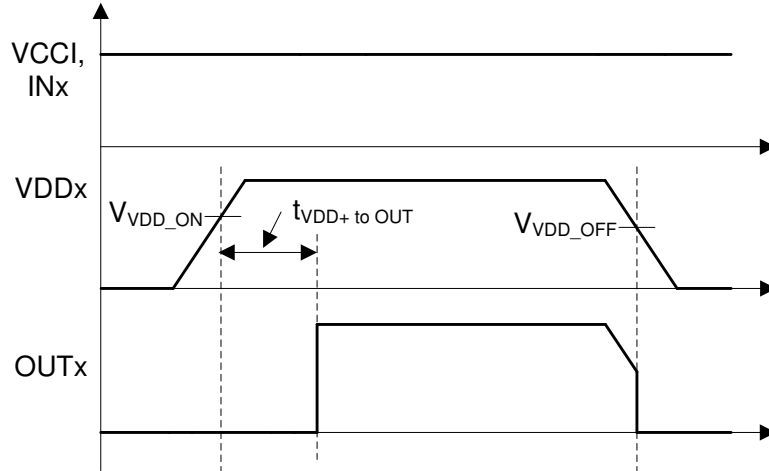 VCCI,
INx
VDDx
VVDD_ON
tVDD+ to OUT
VVDD_OFF
OUTx